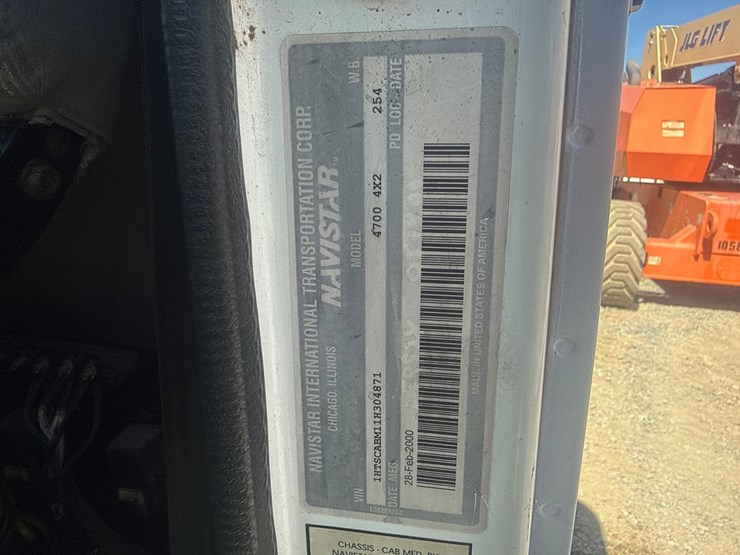 NAVISTAR INTERNATIONAL TRANSPORTATION CORP.
CHICAGO, ILLINOIS
NAVISTAR
VIN MODEL W.B.
1HTSCABM11H304871 4700 4X2 254
DATE MFD. PD LOC DATE
28-Feb-2000
MADE IN UNITED STATES OF AMERICA
CHASSIS - CAB MFD. BY
JLG LIFT